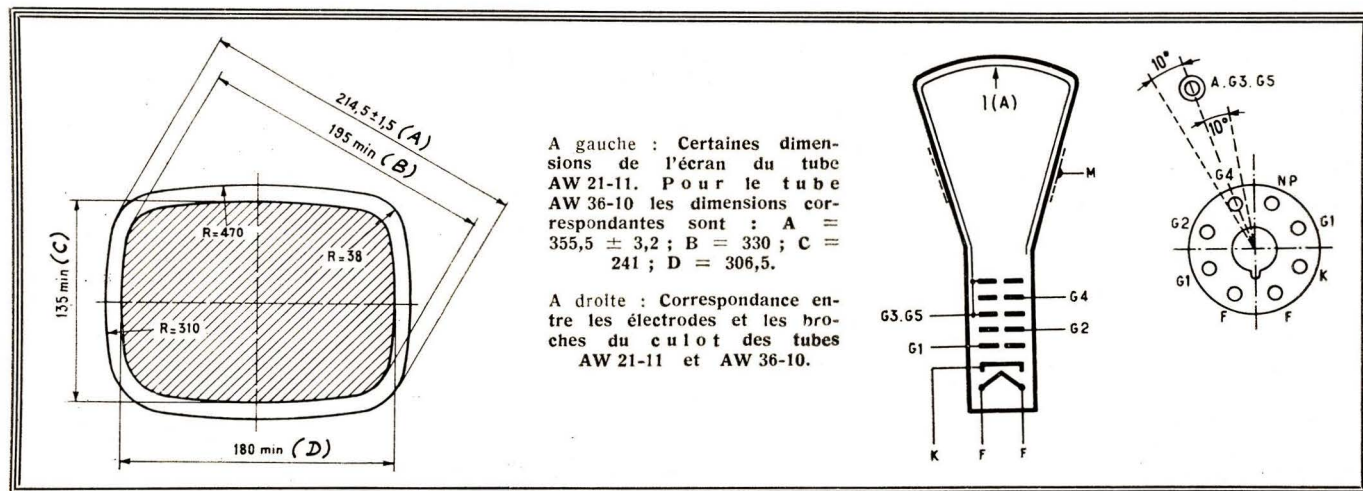 214,5±1,5 (A)
195 min (B)
135 min (C)
R=470
R=38
R=310
180 min (D)
A gauche : Certaines dimen-
sions de l'écran du tube
AW 21-11. Pour le tube
AW 36-10 les dimensions cor-
respondantes sont : A =
355,5 ± 3,2 ; B = 330 ; C =
241 ; D = 306,5.
A droite : Correspondance en-
tre les électrodes et les bro-
ches du culot des tubes
AW 21-11 et AW 36-10.
l(A)
M
G4
G3.G5
G2
G1
K F F
10°
A.G3.G5
10°
G4 NP
G2 G1
G1 K
F F